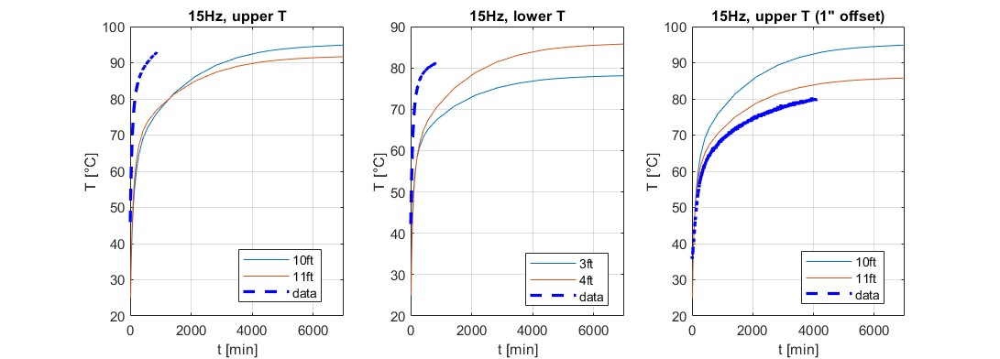 15Hz, upper T
100
90
80
70
60
50
40
30
20
T [°C]
0
2000
4000
6000
t [min]
10ft
11ft
data
15Hz, lower T
90
80
70
60
50
40
30
20
T [°C]
0
2000
4000
6000
t [min]
3ft
4ft
data
15Hz, upper T (1" offset)
100
90
80
70
60
50
40
30
20
T [°C]
0
2000
4000
6000
t [min]
10ft
11ft
data